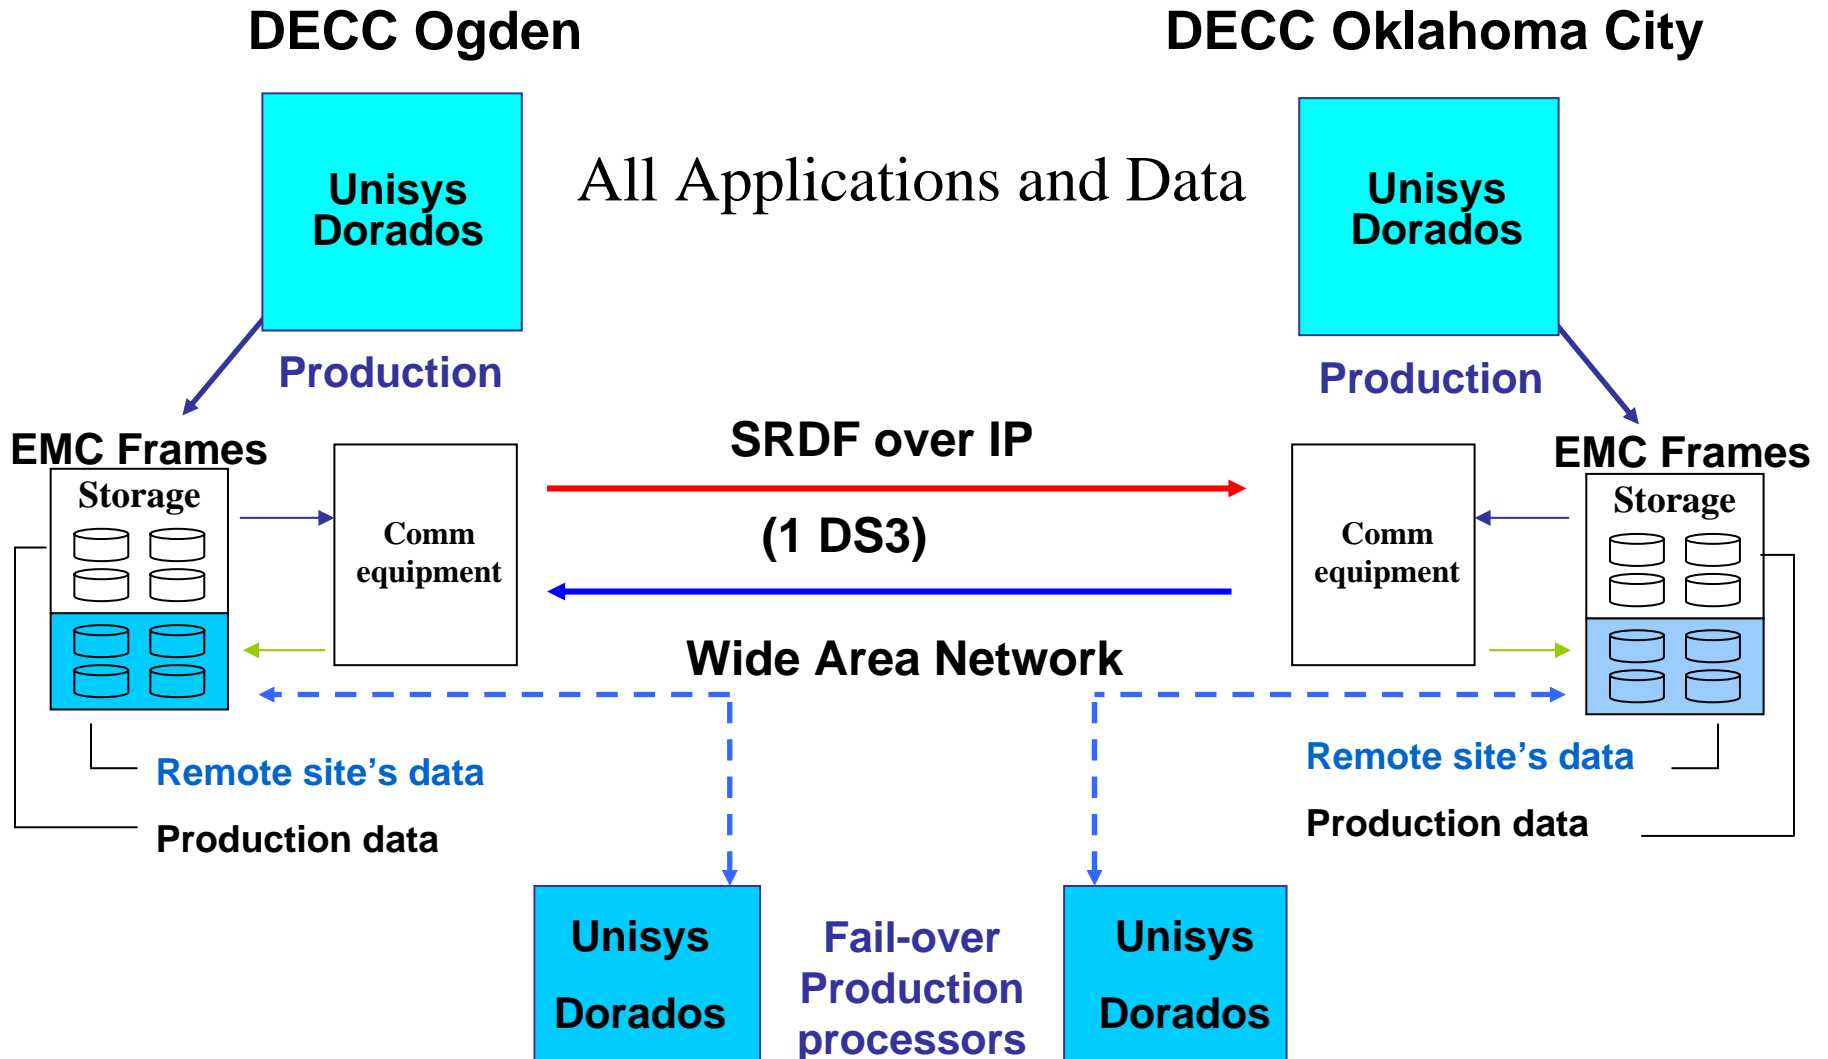 DECC Ogden
DECC Oklahoma City
Unisys
Dorados
All Applications and Data
Unisys
Dorados
Production
Production
EMC Frames
Storage
Comm
equipment
SRDF over IP
(1 DS3)
Wide Area Network
Comm
equipment
EMC Frames
Storage
Remote site’s data
Production data
Remote site’s data
Production data
Unisys
Dorados
Fail-over
Production
processors
Unisys
Dorados